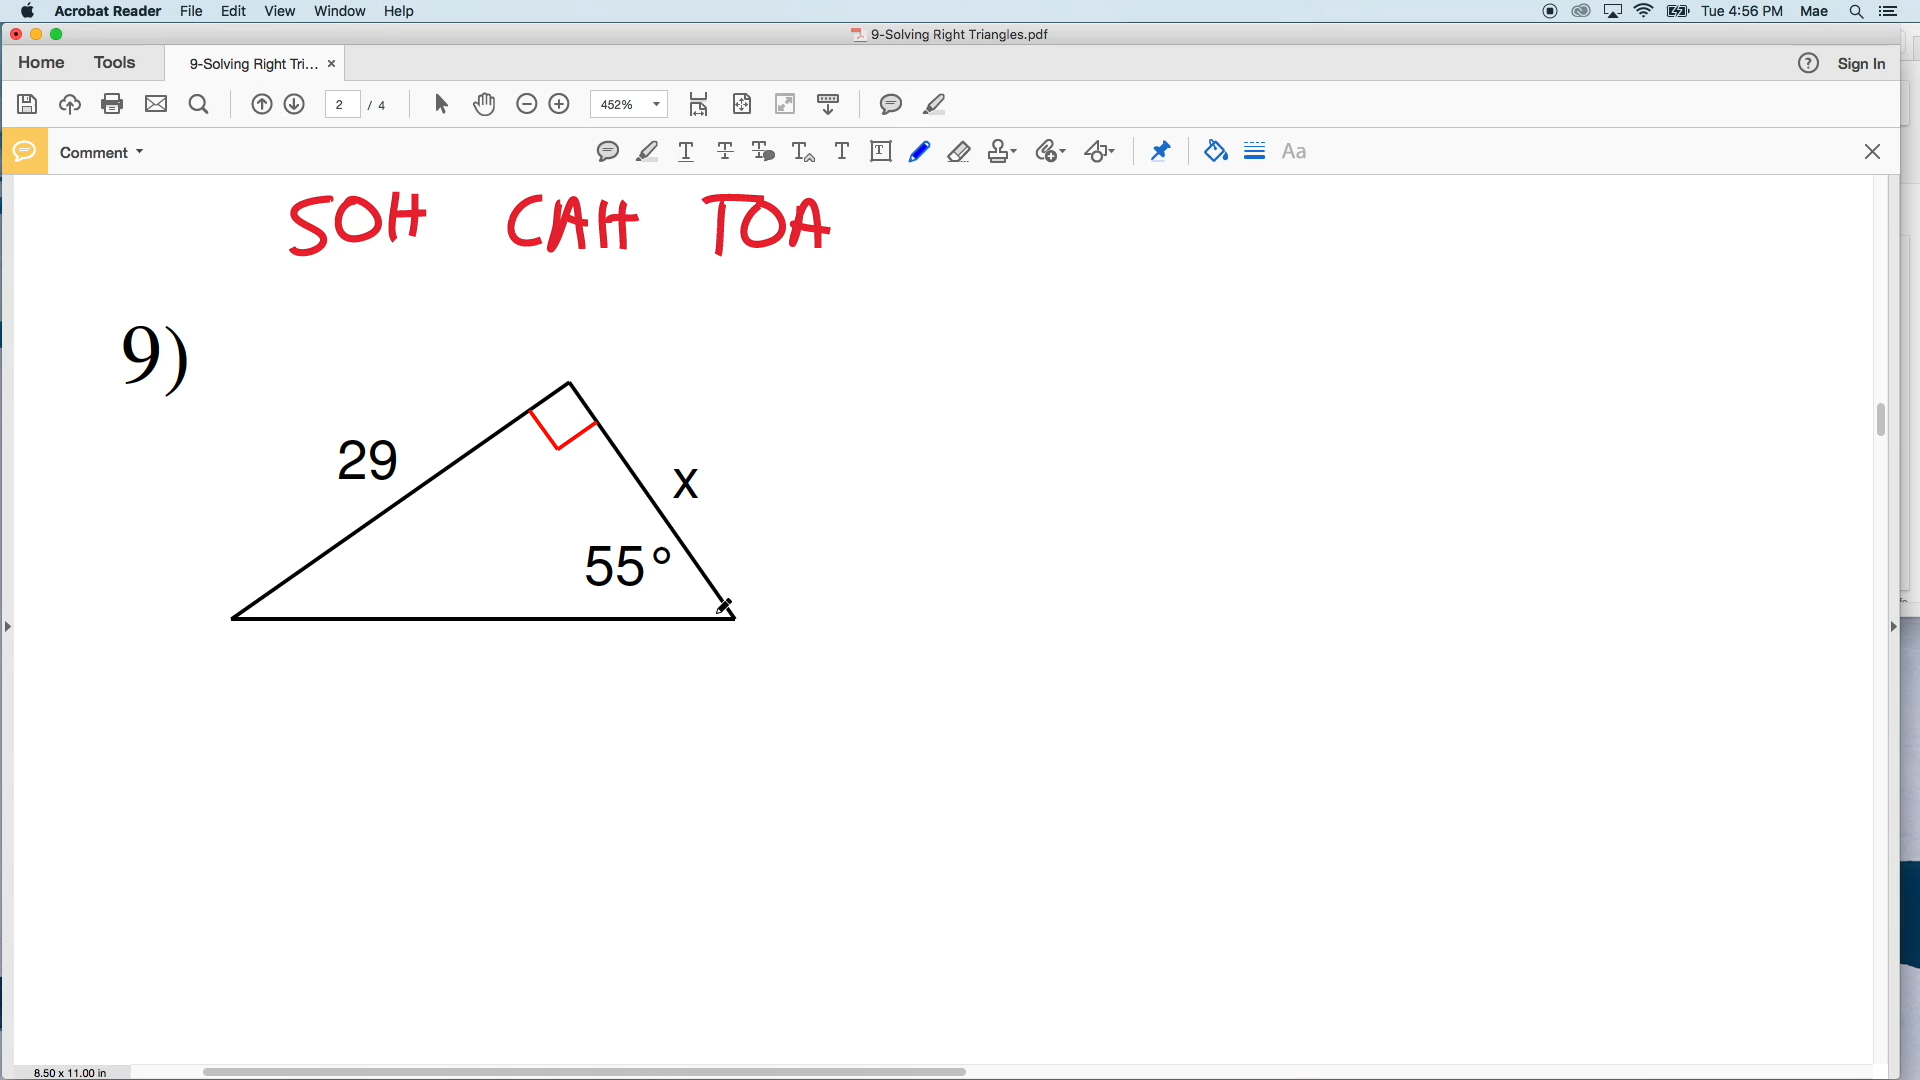 Acrobat Reader File Edit View Window Help Tue 4:56 PM Mae
9-Solving Right Triangles.pdf
Home Tools 9-Solving Right Tri... × ? Sign In
2 / 4 452%
Comment T T T T T T Aa
SOH CAH TOA
9)
29
x
55°
8.50 x 11.00 in